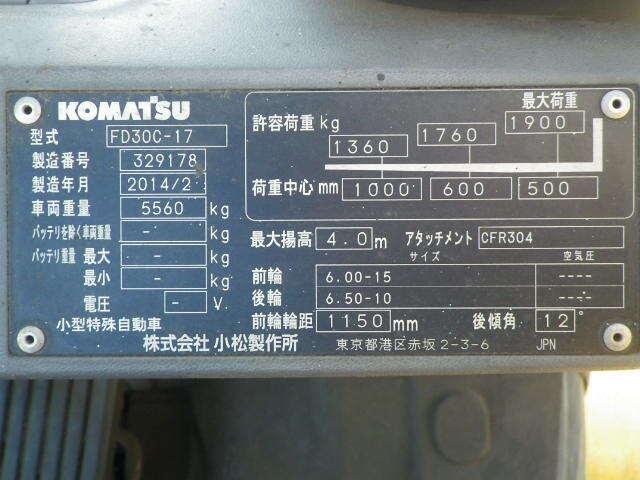 KOMATSU
型式 FD30C-17
製造番号 329178
製造年月 2014/2
車両重量 5560 kg
バッテリを除く車両重量 - kg
バッテリ重量 最大 - kg
最小 - kg
電圧 - V
小型特殊自動車
最大荷重
許容荷重 kg 1360 1760 1900
荷重中心 mm 1000 600 500
最大揚高 4.0 m アタッチメント CFR304
サイズ 空気圧
前輪 6.00-15 ----
後輪 6.50-10 ----
前輪輪距 1150 mm 後傾角 12°
株式会社 小松製作所 東京都港区赤坂2-3-6 JPN